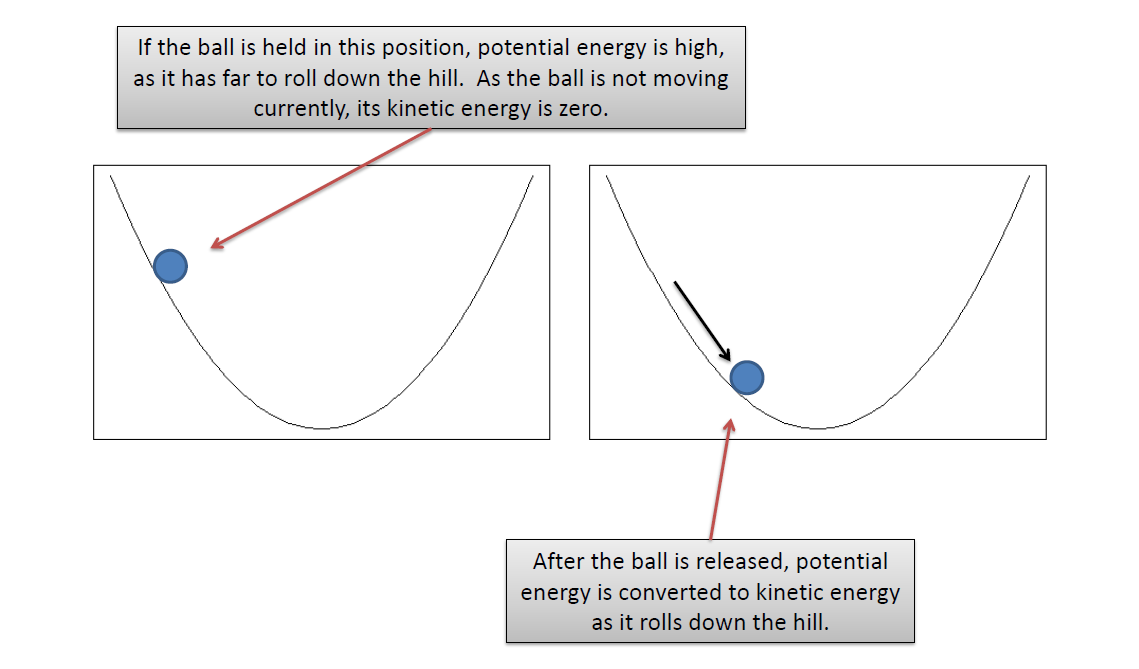 If the ball is held in this position, potential energy is high,
as it has far to roll down the hill.  As the ball is not moving
currently, its kinetic energy is zero.
After the ball is released, potential
energy is converted to kinetic energy
as it rolls down the hill.